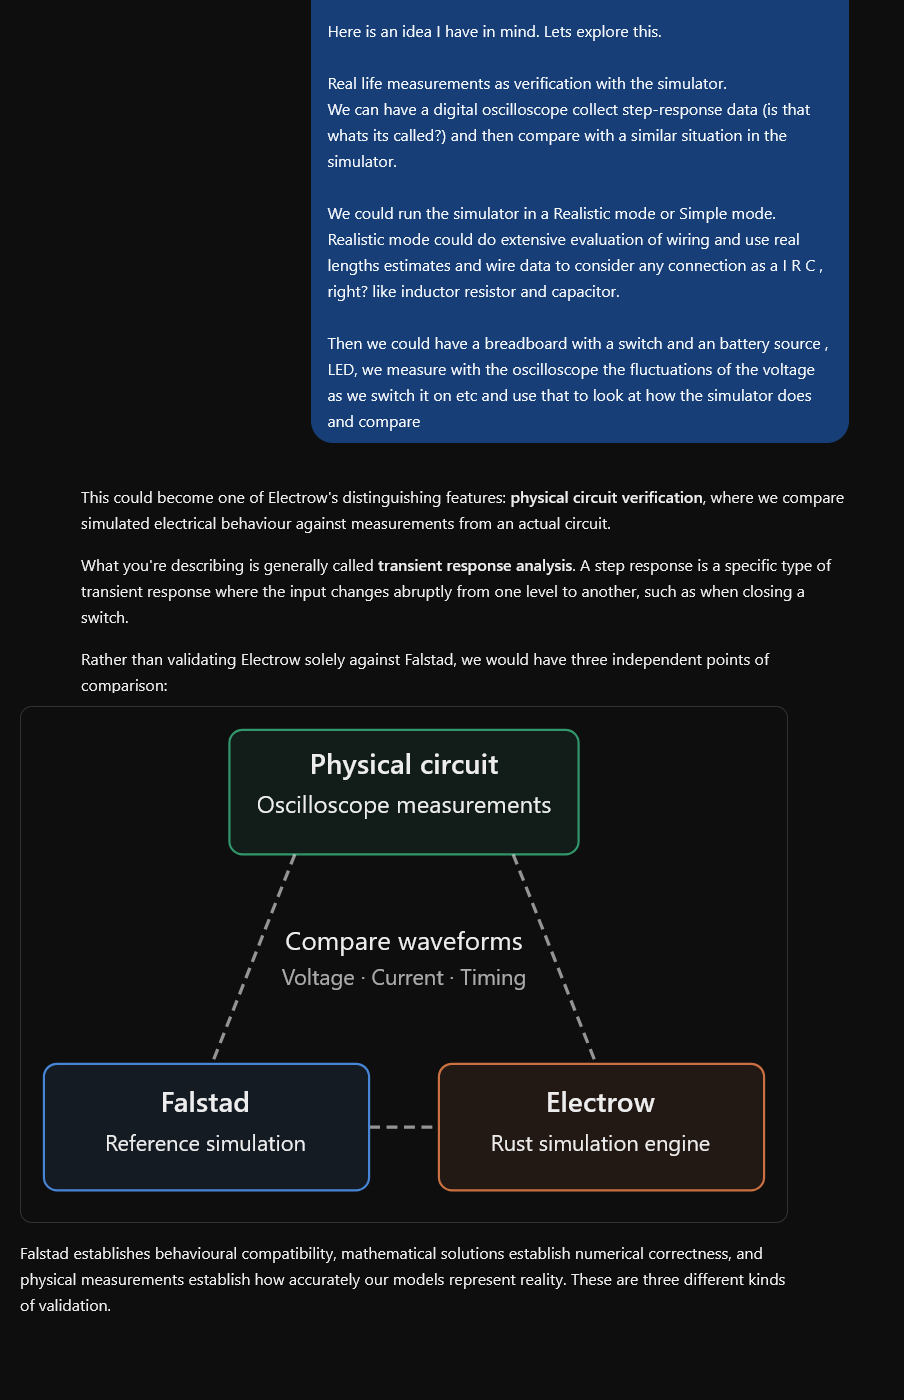 Here is an idea I have in mind. Lets explore this.
Real life measurements as verification with the simulator.
We can have a digital oscilloscope collect step-response data (is that
whats its called?) and then compare with a similar situation in the
simulator.
We could run the simulator in a Realistic mode or Simple mode.
Realistic mode could do extensive evaluation of wiring and use real
lengths estimates and wire data to consider any connection as a I R C ,
right? like inductor resistor and capacitor.
Then we could have a breadboard with a switch and an battery source ,
LED, we measure with the oscilloscope the fluctuations of the voltage
as we switch it on etc and use that to look at how the simulator does
and compare
This could become one of Electrow's distinguishing features: physical circuit verification, where we compare
simulated electrical behaviour against measurements from an actual circuit.
What you're describing is generally called transient response analysis. A step response is a specific type of
transient response where the input changes abruptly from one level to another, such as when closing a
switch.
Rather than validating Electrow solely against Falstad, we would have three independent points of
comparison:
Physical circuit
Oscilloscope measurements
Compare waveforms
Voltage · Current · Timing
Falstad
Reference simulation
Electrow
Rust simulation engine
Falstad establishes behavioural compatibility, mathematical solutions establish numerical correctness, and
physical measurements establish how accurately our models represent reality. These are three different kinds
of validation.